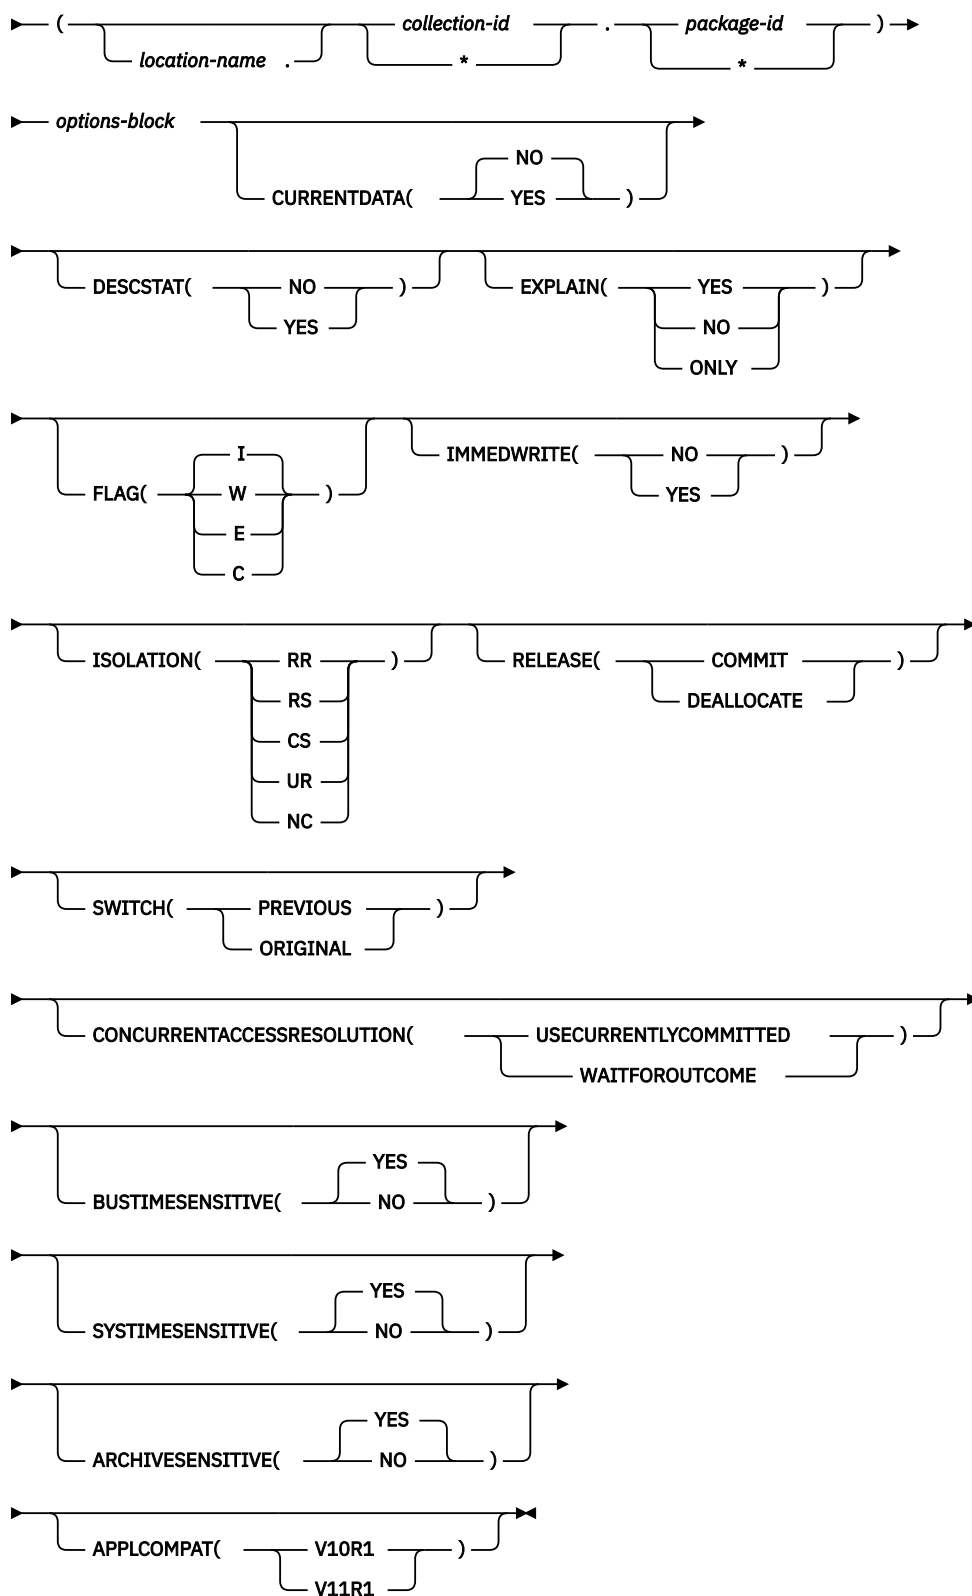 ( collection-id . package-id )
location-name . * *
options-block
NO
CURRENTDATA( YES )
DESCSTAT( NO ) EXPLAIN( YES )
YES NO
ONLY
I IMMEDWRITE( NO )
FLAG( W ) YES
E
C
ISOLATION( RR ) RELEASE( COMMIT )
RS DEALLOCATE
CS
UR
NC
SWITCH( PREVIOUS )
ORIGINAL
CONCURRENTACCESSRESOLUTION( USECURRENTLYCOMMITTED )
WAITFOROUTCOME
YES
BUSTIMESENSITIVE( NO )
YES
SYSTIMESENSITIVE( NO )
YES
ARCHIVESENSITIVE( NO )
APPLCOMPAT( V10R1 )
V11R1